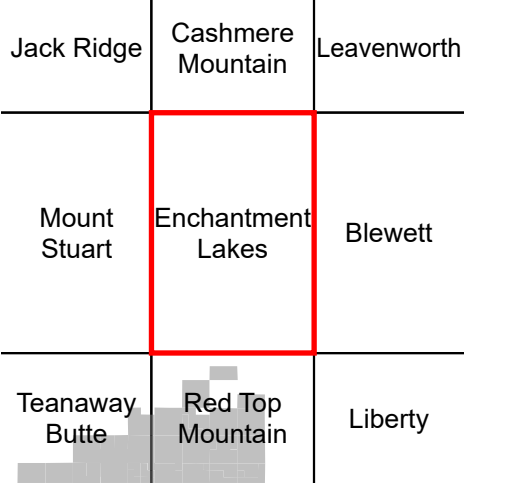 Jack Ridge
Cashmere
Mountain
Leavenworth
Mount
Stuart
Enchantment
Lakes
Blewett
Teanaway
Butte
Red Top
Mountain
Liberty